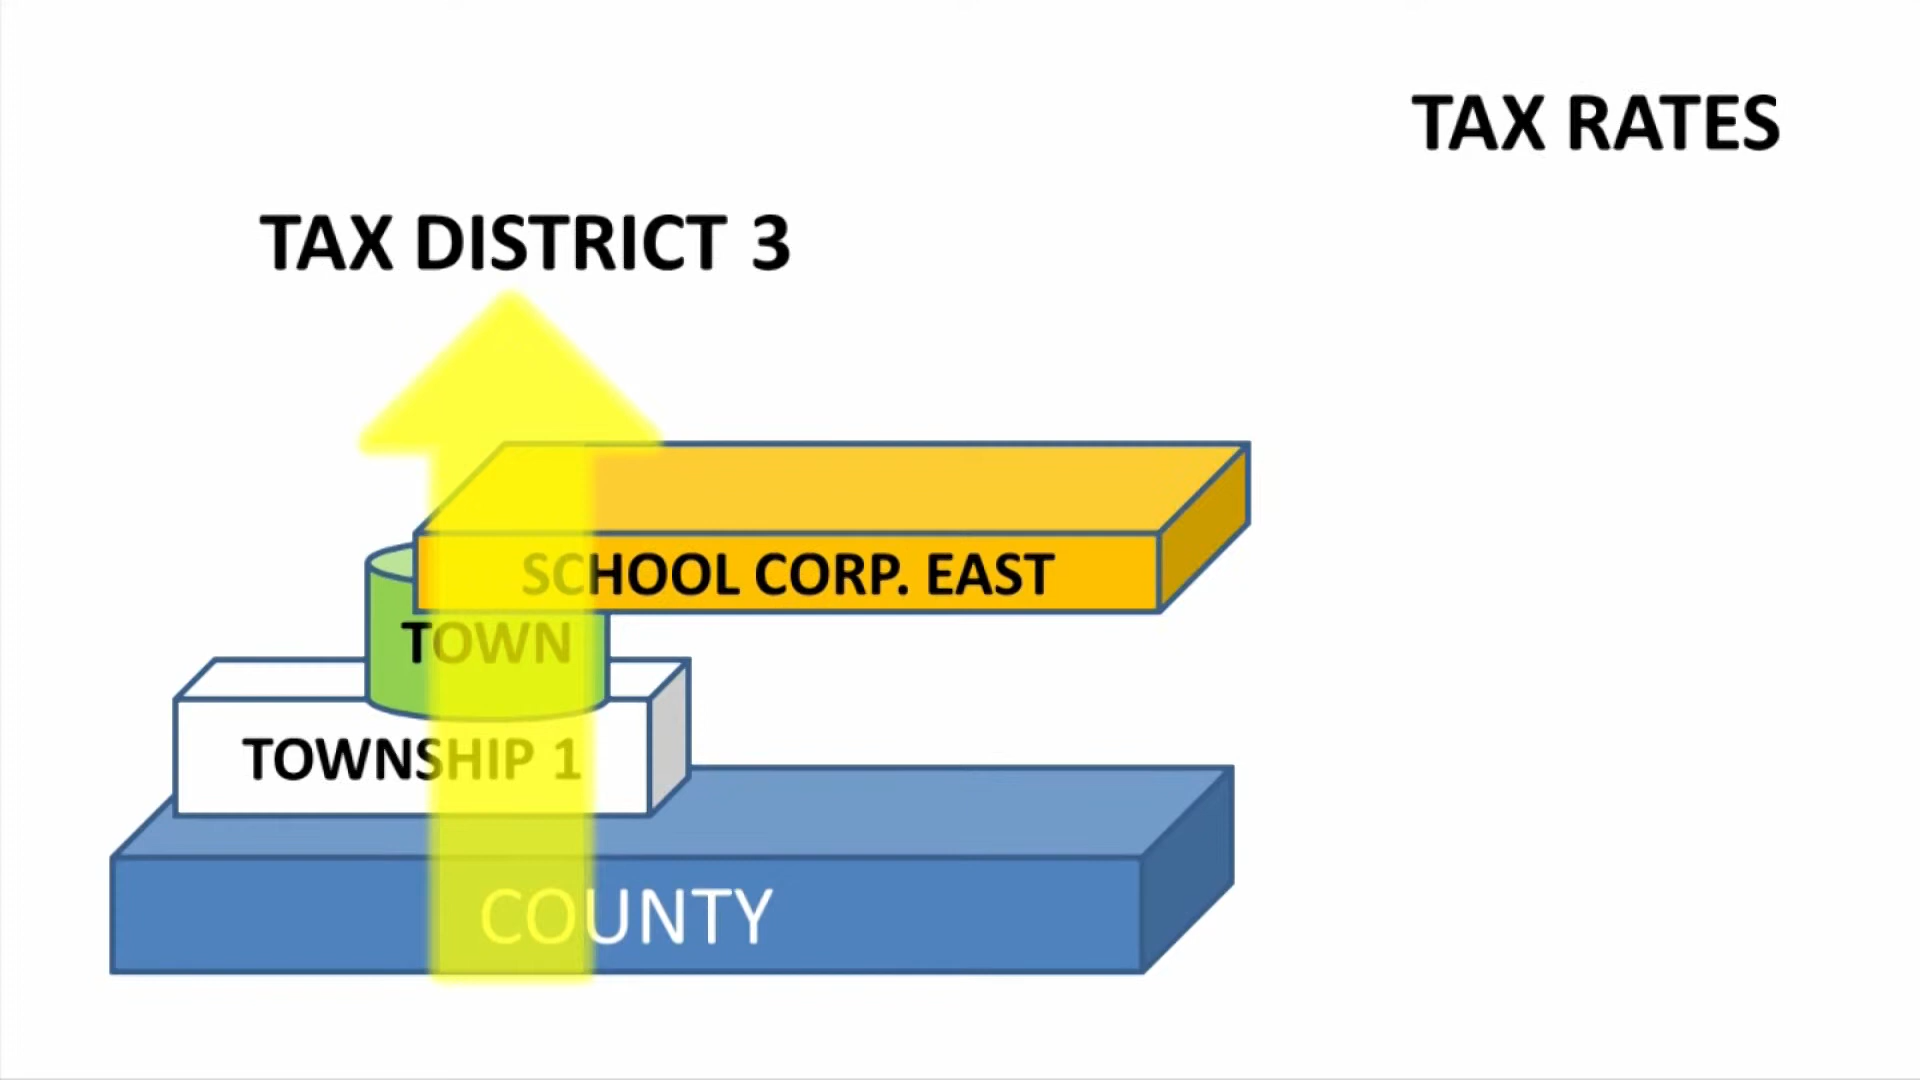 TAX RATES
TAX DISTRICT 3
SCHOOL CORP. EAST
TOWN
TOWNSHIP 1
COUNTY